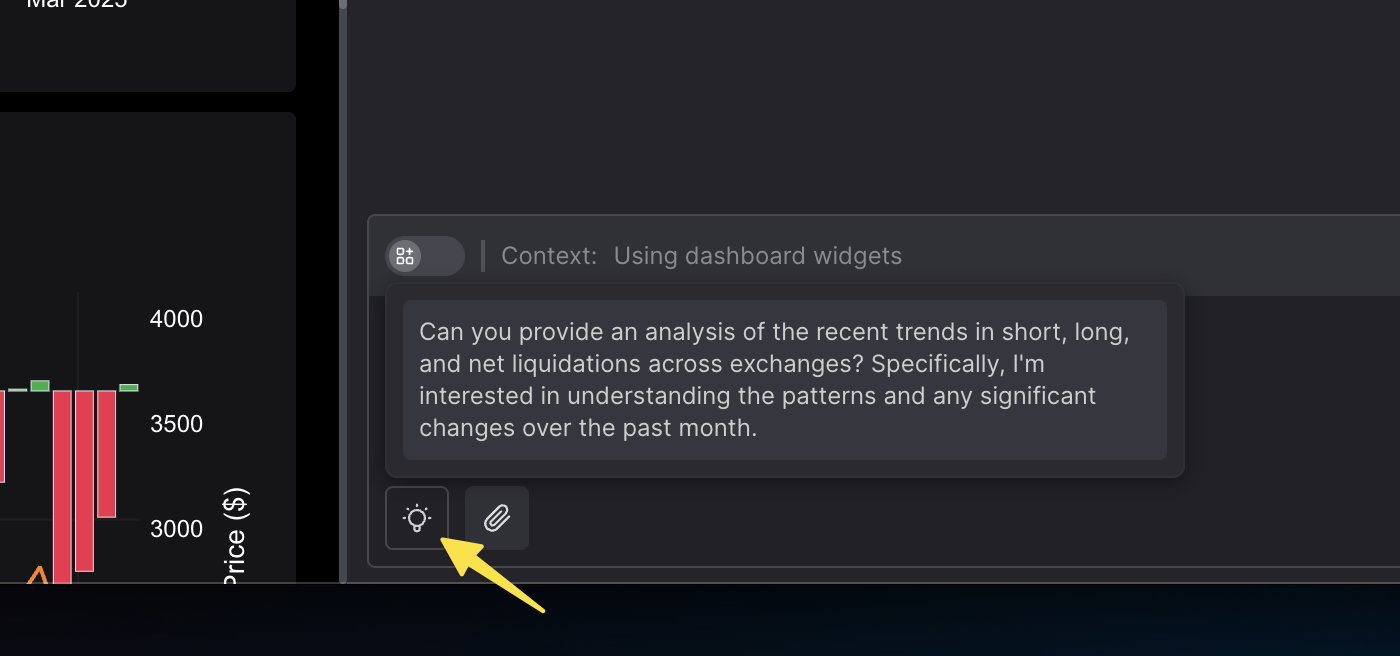 Mar 2025
4000
3500
3000
Price ($)
Context: Using dashboard widgets
Can you provide an analysis of the recent trends in short, long,
and net liquidations across exchanges? Specifically, I'm
interested in understanding the patterns and any significant
changes over the past month.